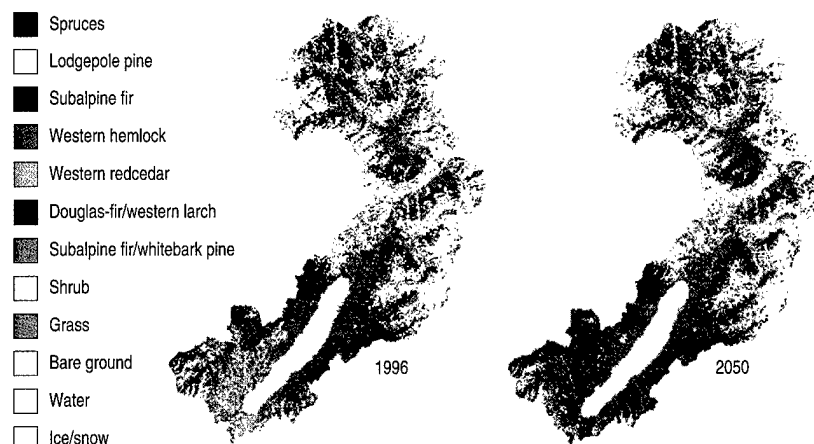 Spruces
Lodgepole pine
Subalpine fir
Western hemlock
Western redcedar
Douglas-fir/western larch
Subalpine fir/whitebark pine
Shrub
Grass
Bare ground
Water
Ice/snow
1996
2050